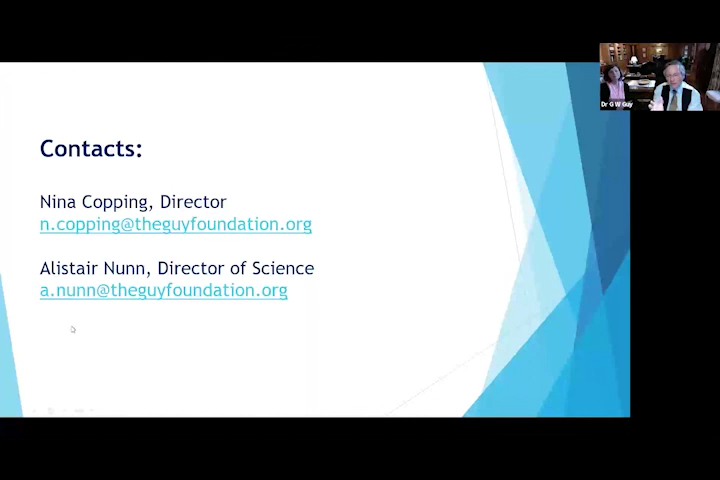 Contacts:
Nina Copping, Director
n.copping@theguyfoundation.org
Alistair Nunn, Director of Science
a.nunn@theguyfoundation.org
Dr G W Guy